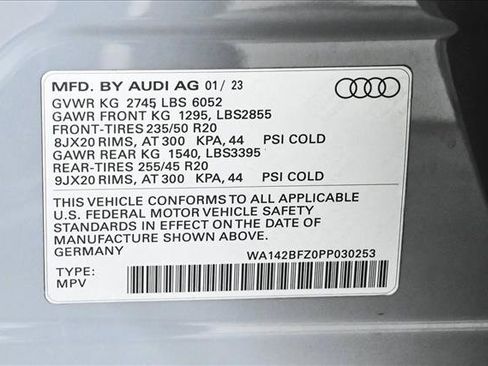 MFD. BY AUDI AG 01/ 23
GVWR KG 2745 LBS 6052
GAWR FRONT KG 1295, LBS2855
FRONT-TIRES 235/50 R20
8JX20 RIMS, AT 300 KPA, 44 PSI COLD
GAWR REAR KG 1540, LBS3395
REAR-TIRES 255/45 R20
9JX20 RIMS, AT 300 KPA, 44 PSI COLD
THIS VEHICLE CONFORMS TO ALL APPLICABLE
U.S. FEDERAL MOTOR VEHICLE SAFETY
STANDARDS IN EFFECT ON THE DATE OF
MANUFACTURE SHOWN ABOVE.
GERMANY WA142BFZ0PP030253
TYPE:
MPV